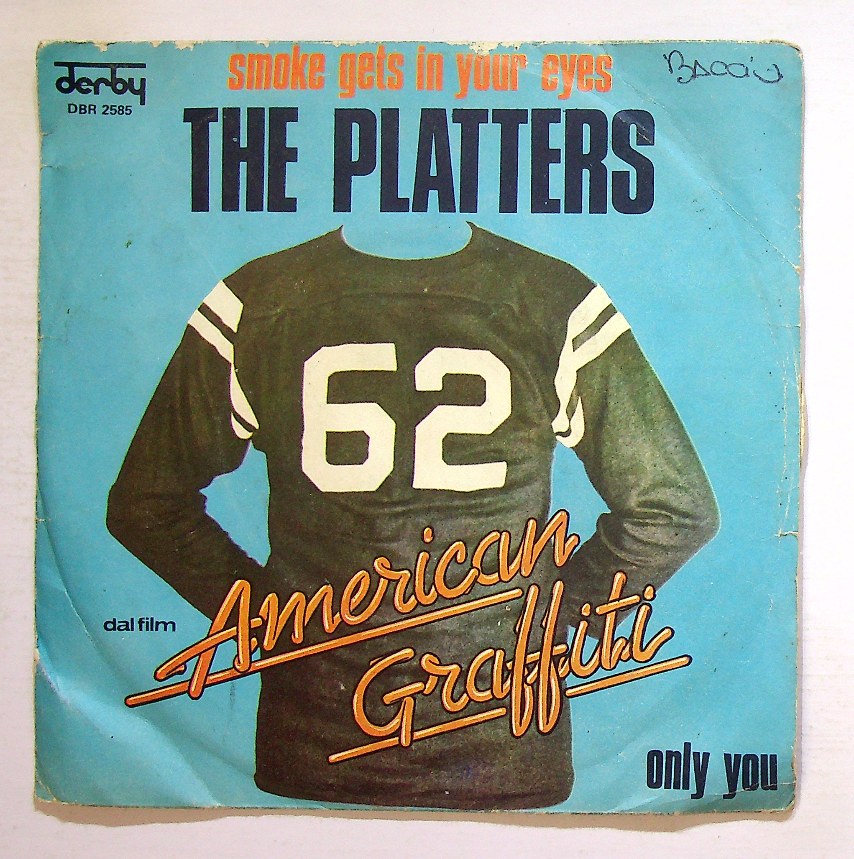 smoke gets in your eyes
derby
DBR 2585
THE PLATTERS
62
dal film
American
Graffiti
only you